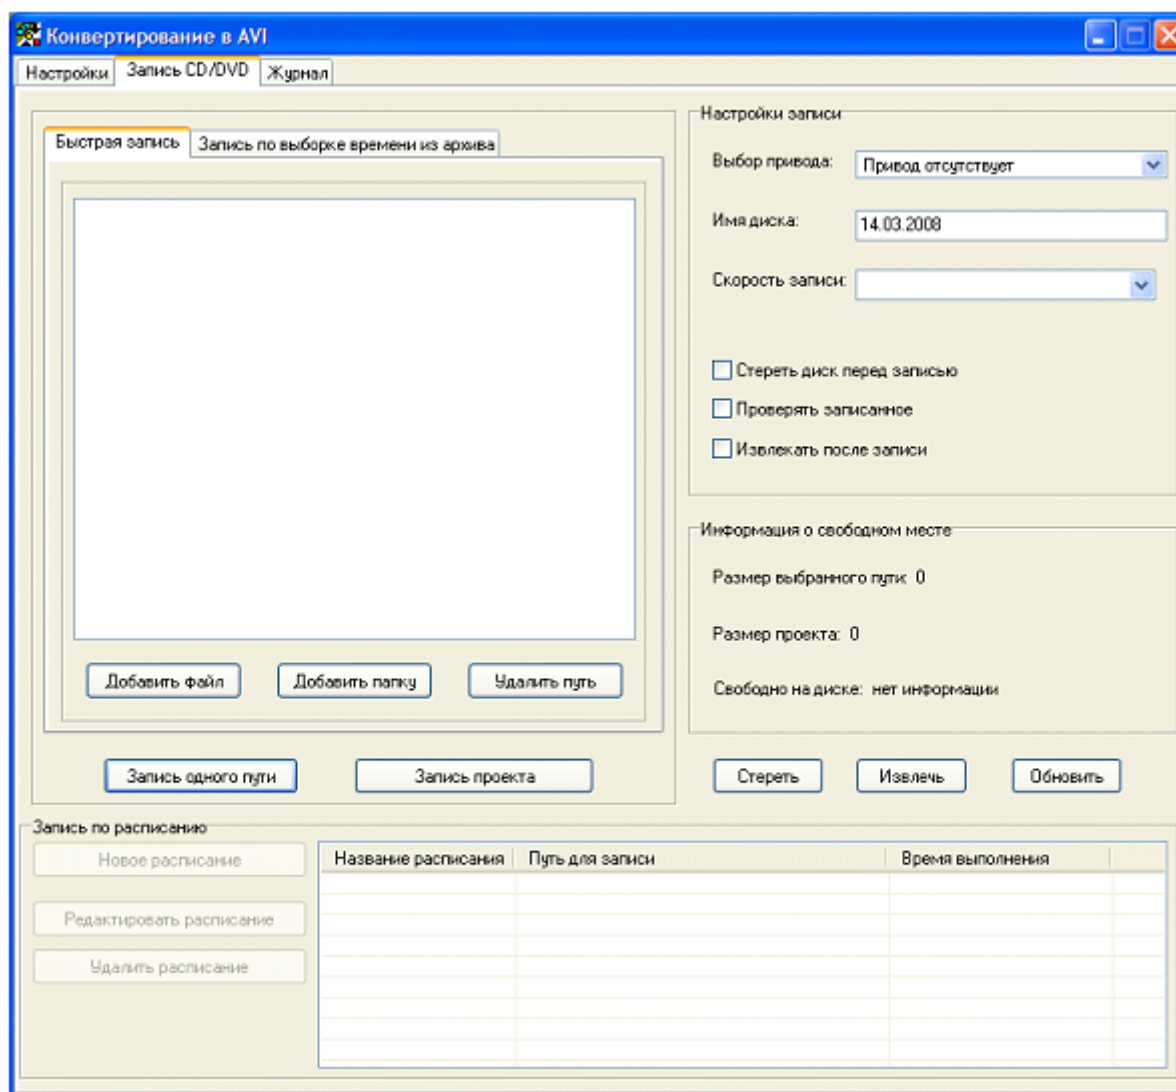 Конвертирование в AVI
Настройки Запись CD/DVD Журнал
Быстрая запись Запись по выборке времени из архива
Добавить файл Добавить папку Удалить путь
Запись одного пути Запись проекта
Настройки записи
Выбор привода: Привод отсутствует
Имя диска: 14.03.2008
Скорость записи:
Стереть диск перед записью
Проверять записанное
Извлекать после записи
Информация о свободном месте
Размер выбранного пути: 0
Размер проекта: 0
Свободно на диске: нет информации
Стереть Извлечь Обновить
Запись по расписанию
Новое расписание
Редактировать расписание
Удалить расписание
Название расписания Путь для записи Время выполнения